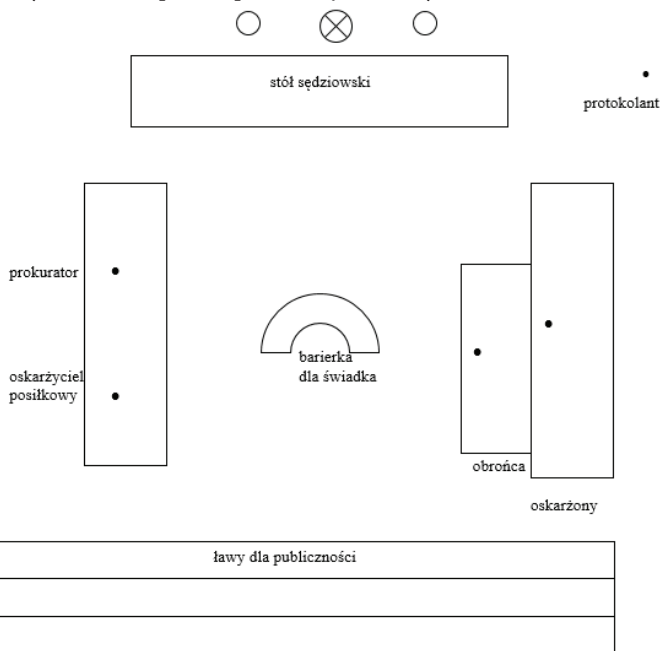 stół sędziowski
protokolant
prokurator
oskarżyciel
posiłkowy
barierka
dla świadka
obrońca
oskarżony
ławy dla publiczności